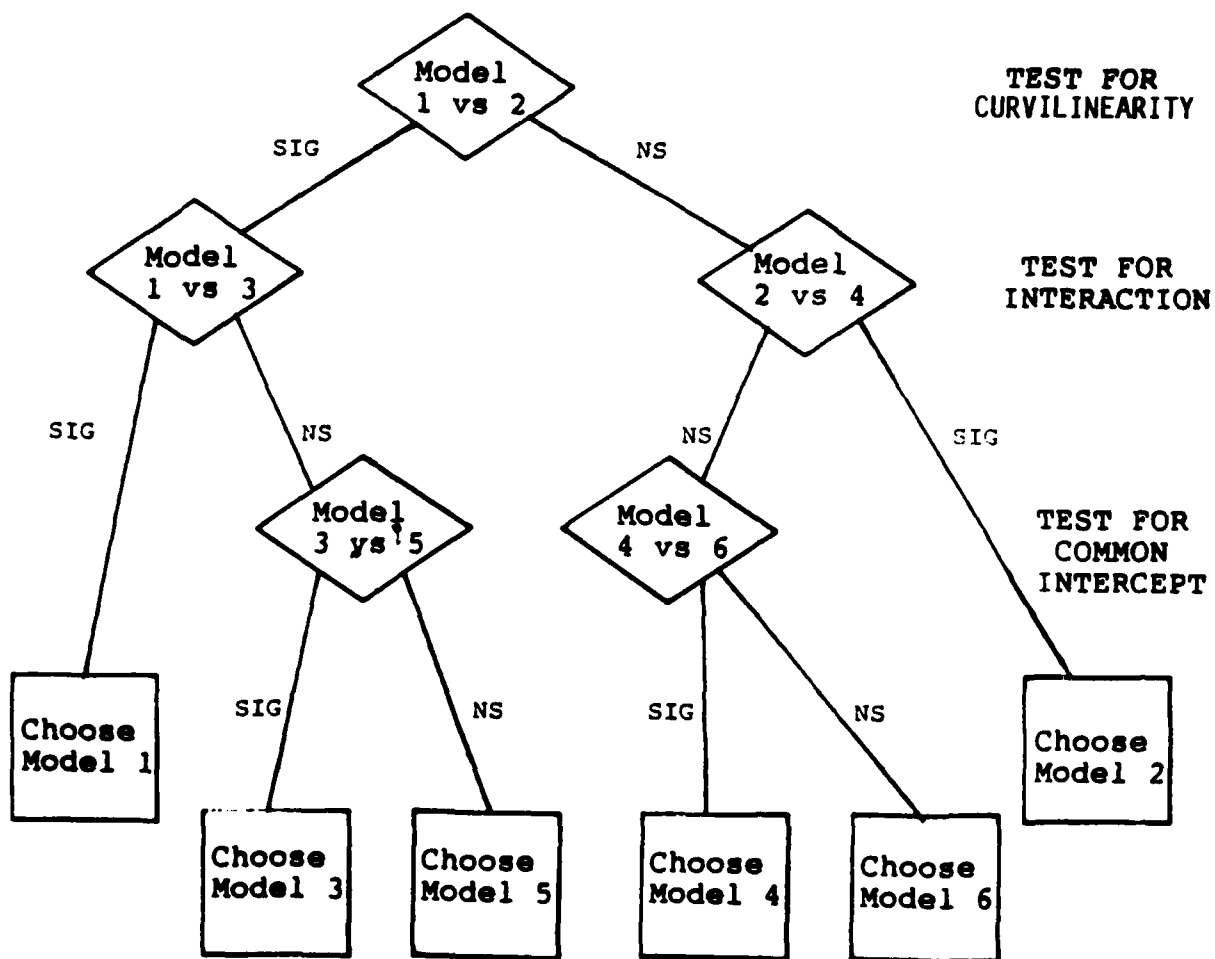 Model
1 vs 2
TEST FOR
CURVILINEARITY
SIG
NS
Model
1 vs 3
Model
2 vs 4
TEST FOR
INTERACTION
SIG
NS
NS
SIG
Model
3 ys 5
Model
4 vs 6
TEST FOR
COMMON
INTERCEPT
Choose
Model 1
SIG
NS
SIG
NS
Choose
Model 2
Choose
Model 3
Choose
Model 5
Choose
Model 4
Choose
Model 6